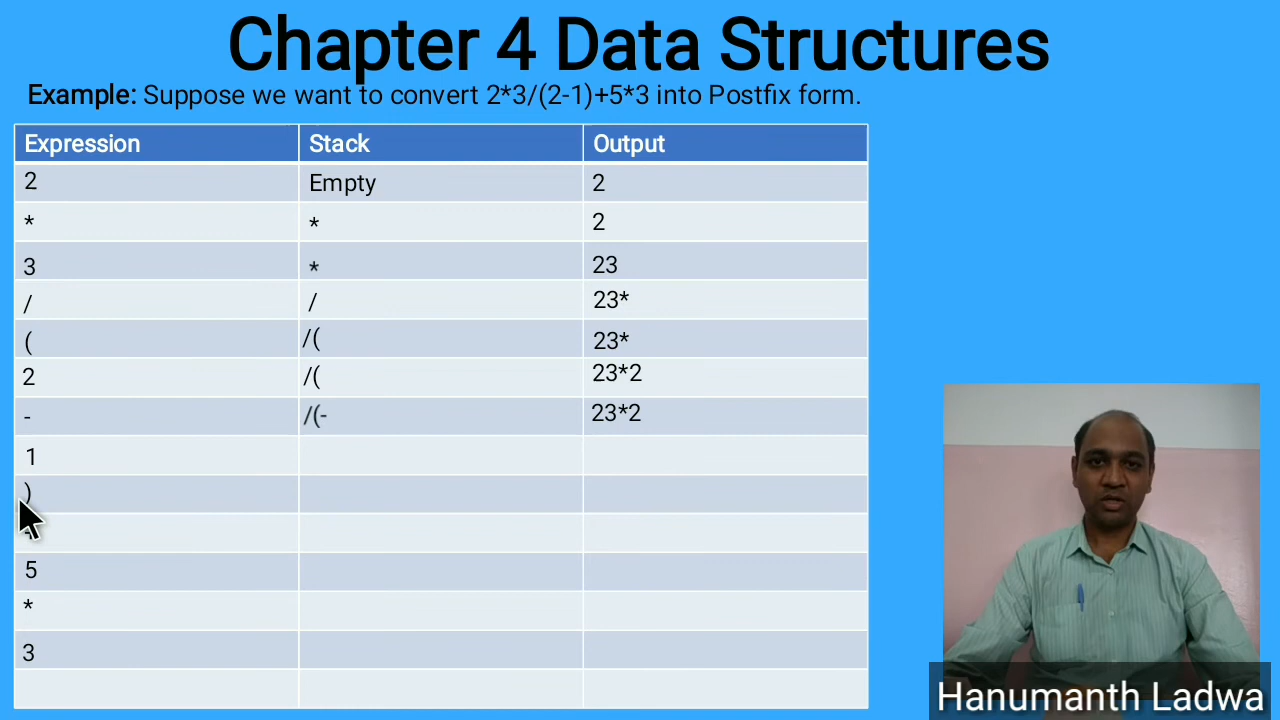 Chapter 4 Data Structures
Example: Suppose we want to convert 2*3/(2-1)+5*3 into Postfix form.
Expression Stack Output
2 Empty 2
* * 2
3 * 23
/ / 23*
( /( 23*
2 /( 23*2
- /(- 23*2
1
)
5
*
3
Hanumanth Ladwa